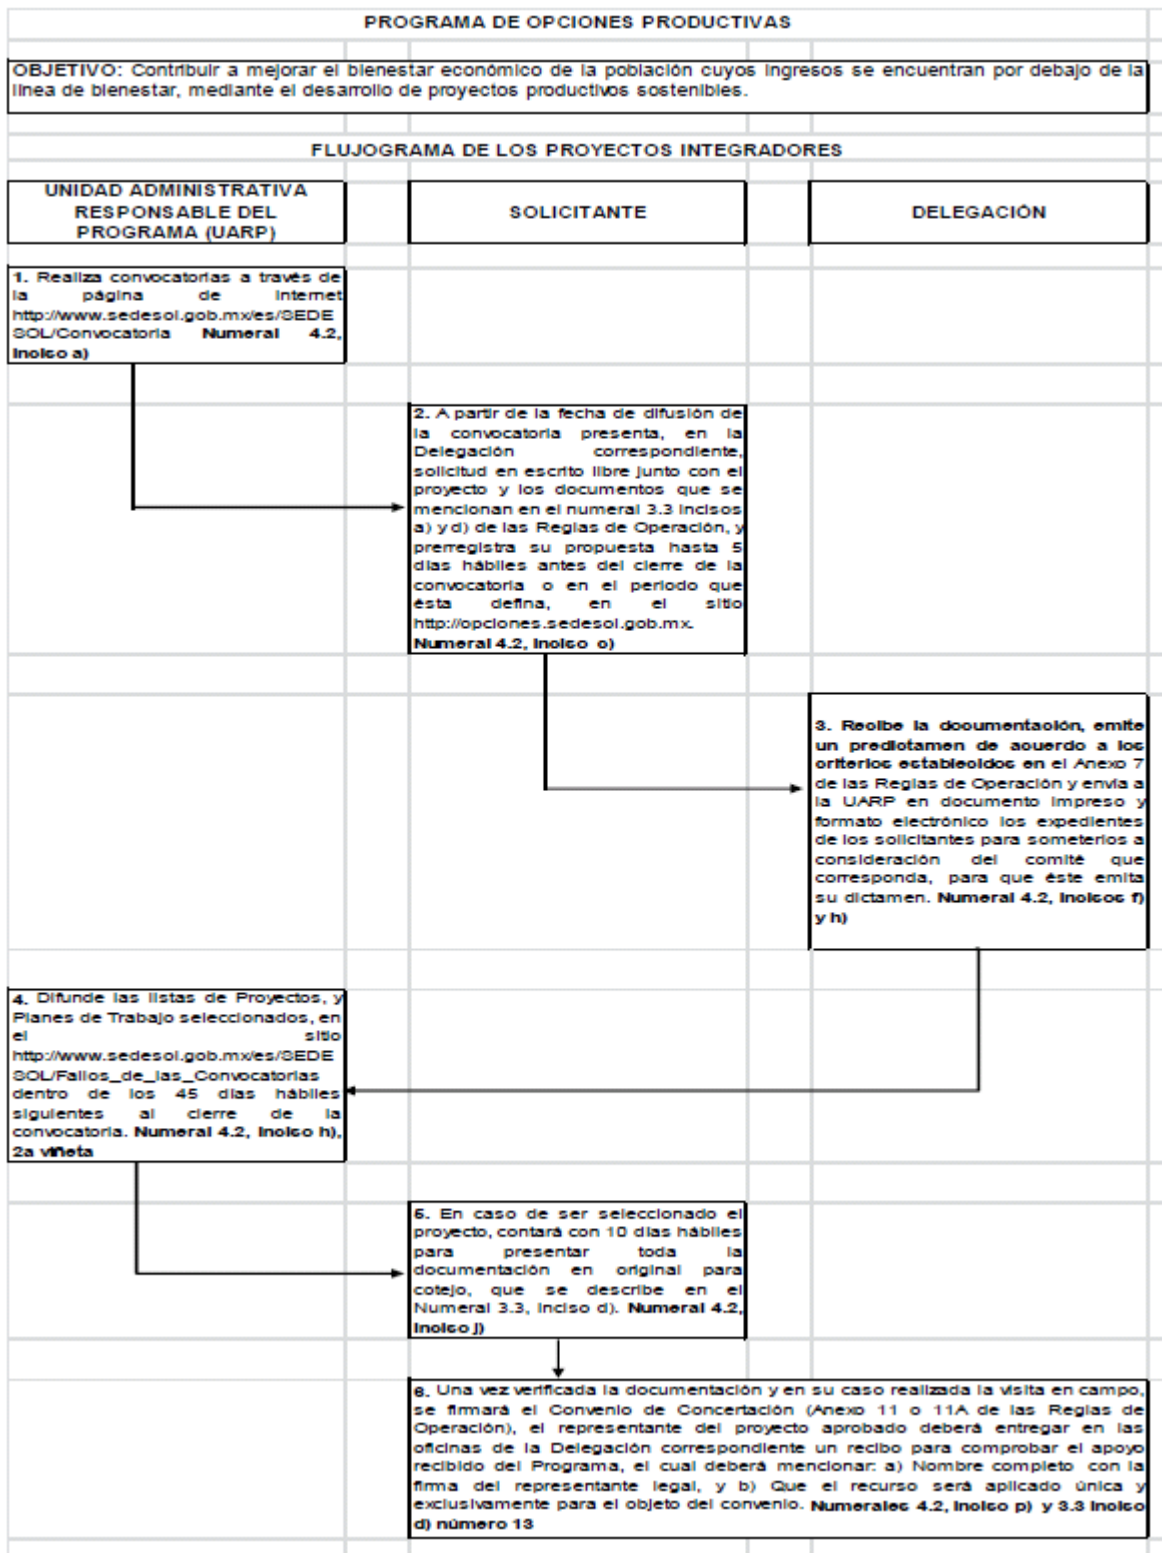 PROGRAMA DE OPCIONES PRODUCTIVAS
OBJETIVO: Contribuir a mejorar el bienestar económico de la población cuyos ingresos se encuentran por debajo de la
línea de bienestar, mediante el desarrollo de proyectos productivos sostenibles.
FLUJOGRAMA DE LOS PROYECTOS INTEGRADORES
UNIDAD ADMINISTRATIVA
RESPONSABLE DEL
PROGRAMA (UARP)
SOLICITANTE
DELEGACIÓN
1. Realiza convocatorias a través de
la página de internet
http://www.sedesol.gob.mx/es/SEDE
SOL/Convocatoria Numeral 4.2,
Inciso a)
2. A partir de la fecha de difusión de
la convocatoria presenta, en la
Delegación correspondiente,
solicitud en escrito libre junto con el
proyecto y los documentos que se
mencionan en el numeral 3.3 incisos
a) y d) de las Reglas de Operación, y
prerregistra su propuesta hasta 5
días hábiles antes del cierre de la
convocatoria o en el periodo que
ésta defina, en el sitio
http://opciones.sedesol.gob.mx.
Numeral 4.2, Inciso c)
3. Recibe la documentación, emite
un predictamen de acuerdo a los
criterios establecidos en el Anexo 7
de las Reglas de Operación y envía a
la UARP en documento impreso y
formato electrónico los expedientes
de los solicitantes para someterlos a
consideración del comité que
corresponda, para que éste emita
su dictamen. Numeral 4.2, Incisos f)
y h)
4. Difunde las listas de Proyectos, y
Planes de Trabajo seleccionados, en
el sitio
http://www.sedesol.gob.mx/es/SEDE
SOL/Fallos_de_las_Convocatorias
dentro de los 45 días hábiles
siguientes al cierre de la
convocatoria. Numeral 4.2, Inciso h),
2a viñeta
5. En caso de ser seleccionado el
proyecto, contará con 10 días hábiles
para presentar toda la
documentación en original para
cotejo, que se describe en el
Numeral 3.3, inciso d). Numeral 4.2,
Inciso j)
6. Una vez verificada la documentación y en su caso realizada la visita en campo,
se firmará el Convenio de Concertación (Anexo 11 o 11A de las Reglas de
Operación), el representante del proyecto aprobado deberá entregar en las
oficinas de la Delegación correspondiente un recibo para comprobar el apoyo
recibido del Programa, el cual deberá mencionar: a) Nombre completo con la
firma del representante legal, y b) Que el recurso será aplicado única y
exclusivamente para el objeto del convenio. Numerales 4.2, Inciso p) y 3.3 Inciso
d) número 13